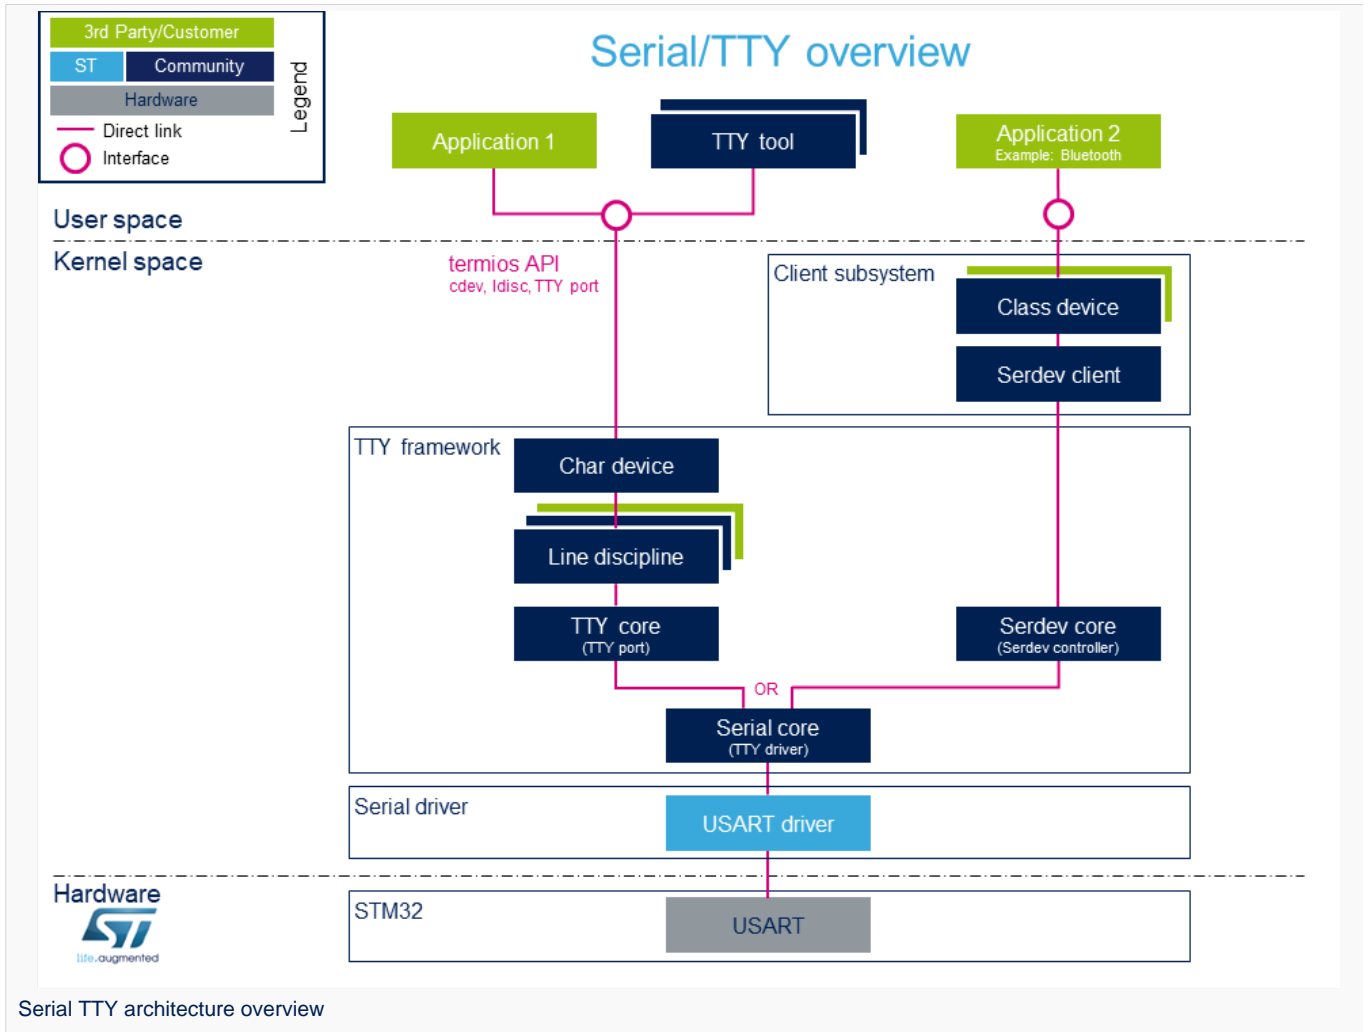 3rd Party/Customer
ST
Community
Hardware
Direct link
Interface
Legend
Serial/TTY overview
Application 1
TTY tool
Application 2
Example: Bluetooth
User space
Kernel space
termios API
cdev, ldisc, TTY port
Client subsystem
Class device
Serdev client
TTY framework
Char device
Line discipline
TTY core
(TTY port)
Serdev core
(Serdev controller)
OR
Serial core
(TTY driver)
Serial driver
USART driver
Hardware
ST
life.augmented
STM32
USART
Serial TTY architecture overview